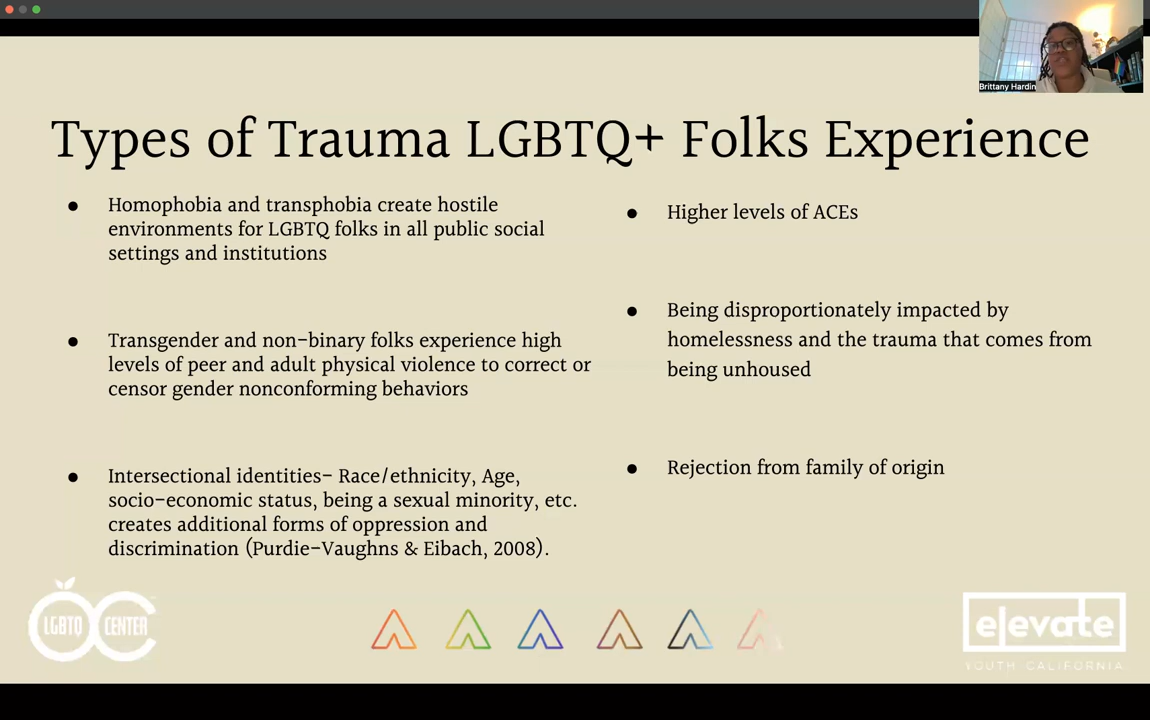 Brittany Hardin
Types of Trauma LGBTQ+ Folks Experience
● Homophobia and transphobia create hostile
environments for LGBTQ folks in all public social
settings and institutions
● Transgender and non-binary folks experience high
levels of peer and adult physical violence to correct or
censor gender nonconforming behaviors
● Intersectional identities- Race/ethnicity, Age,
socio-economic status, being a sexual minority, etc.
creates additional forms of oppression and
discrimination (Purdie-Vaughns & Eibach, 2008).
● Higher levels of ACEs
● Being disproportionately impacted by
homelessness and the trauma that comes from
being unhoused
● Rejection from family of origin
LGBTQ CENTER
OC
elevate
YOUTH CALIFORNIA